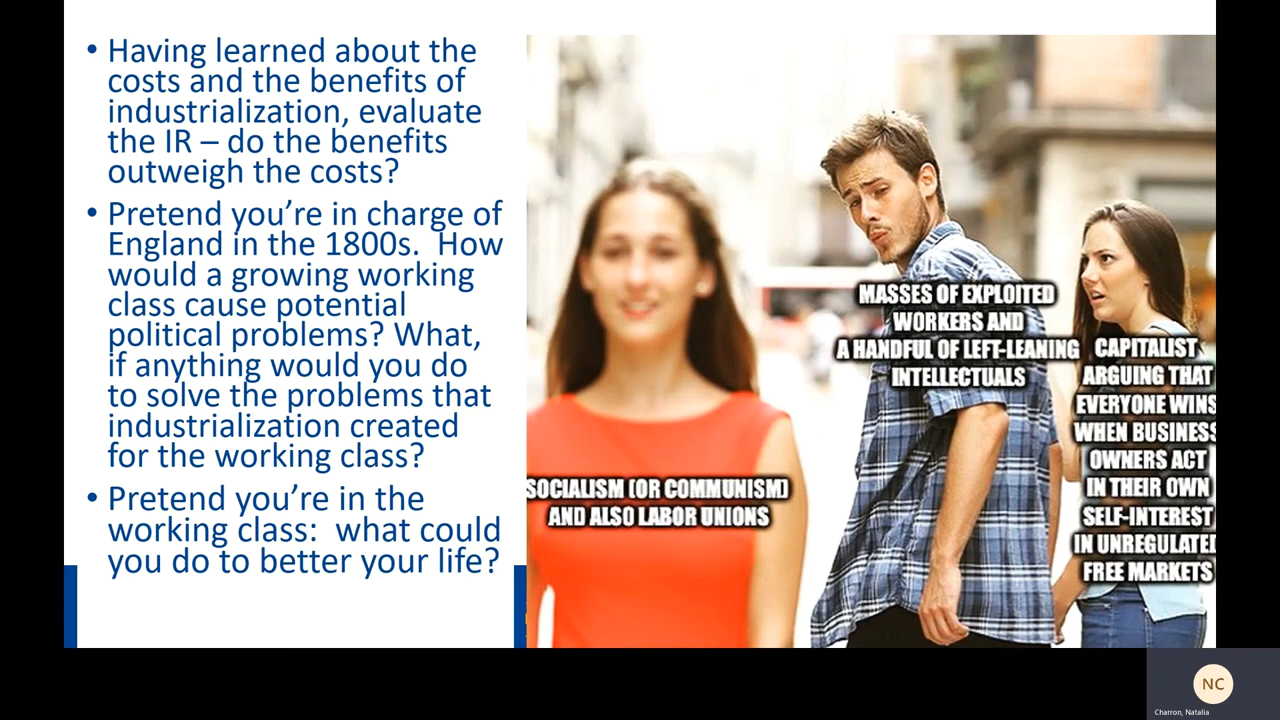 • Having learned about the
costs and the benefits of
industrialization, evaluate
the IR – do the benefits
outweigh the costs?
• Pretend you're in charge of
England in the 1800s.  How
would a growing working
class cause potential
political problems? What,
if anything would you do
to solve the problems that
industrialization created
for the working class?
• Pretend you're in the
working class:  what could
you do to better your life?
SOCIALISM (OR COMMUNISM)
AND ALSO LABOR UNIONS
MASSES OF EXPLOITED
WORKERS AND
A HANDFUL OF LEFT-LEANING
INTELLECTUALS
CAPITALIST
ARGUING THAT
EVERYONE WINS
WHEN BUSINESS
OWNERS ACT
IN THEIR OWN
SELF-INTEREST
IN UNREGULATED
FREE MARKETS
NC
Charron, Natalia